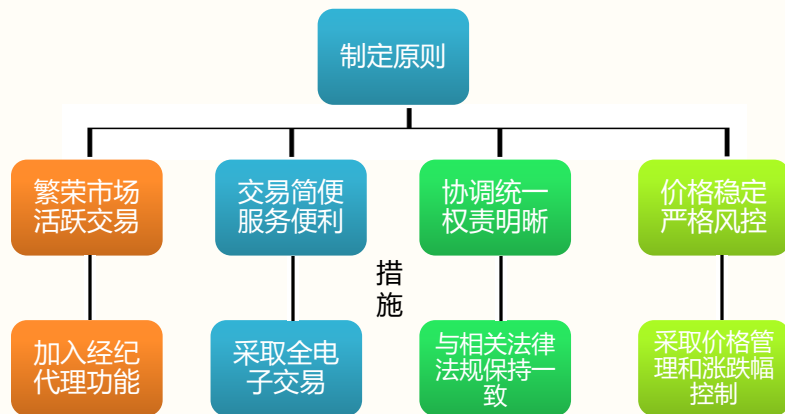 制定原则
繁荣市场
活跃交易
交易简便
服务便利
协调统一
权责明晰
价格稳定
严格风控
措
施
加入经纪
代理功能
采取全电
子交易
与相关法律
法规保持一
致
采取价格管
理和涨跌幅
控制